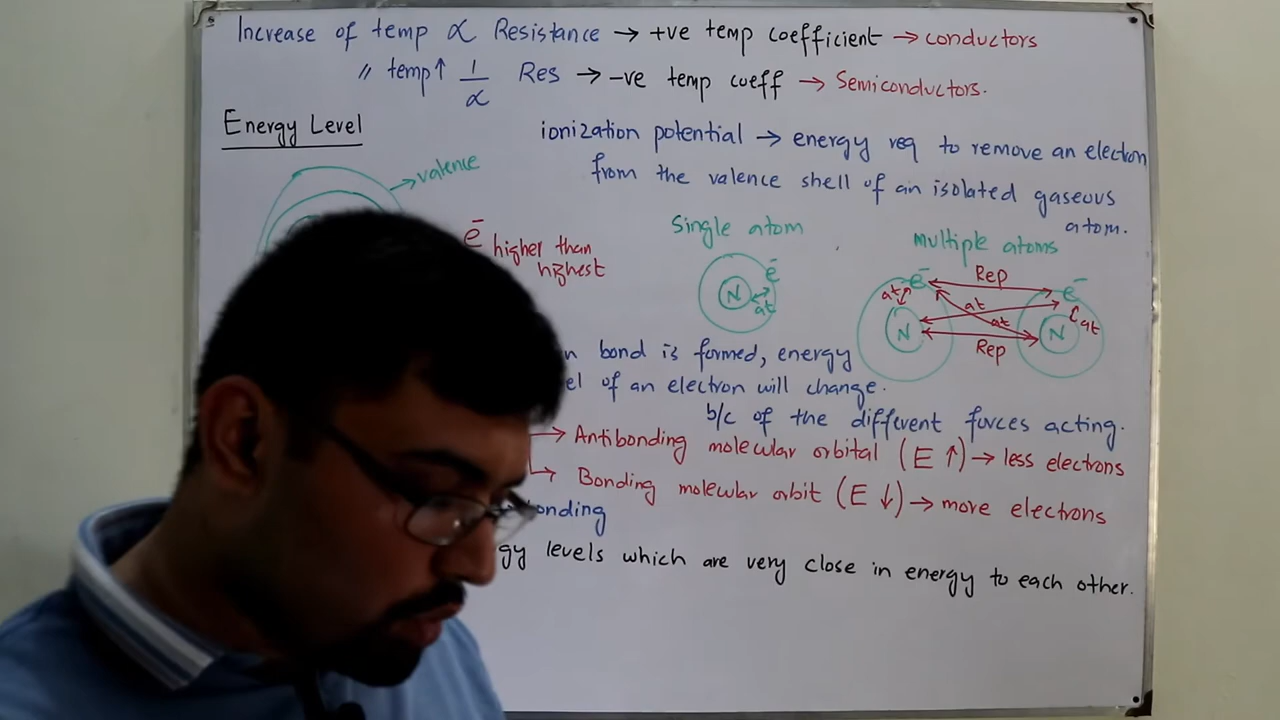 Increase of temp ∝ Resistance → +ve temp coefficient → conductors
〃 temp↑ 1/∝ Res → -ve temp coeff → Semiconductors.
Energy Level
ionization potential → energy req to remove an electron
from the valence shell of an isolated gaseous
atom.
→ valence
e⁻ higher than
highest
single atom
N e⁻ at
multiple atoms
e⁻ Rep e⁻
at at at at
N N
Rep
bond is formed, energy
of an electron will change.
b/c of the different forces acting.
→ Antibonding molecular orbital (E ↑) → less electrons
→ Bonding molecular orbit (E ↓) → more electrons
levels which are very close in energy to each other.